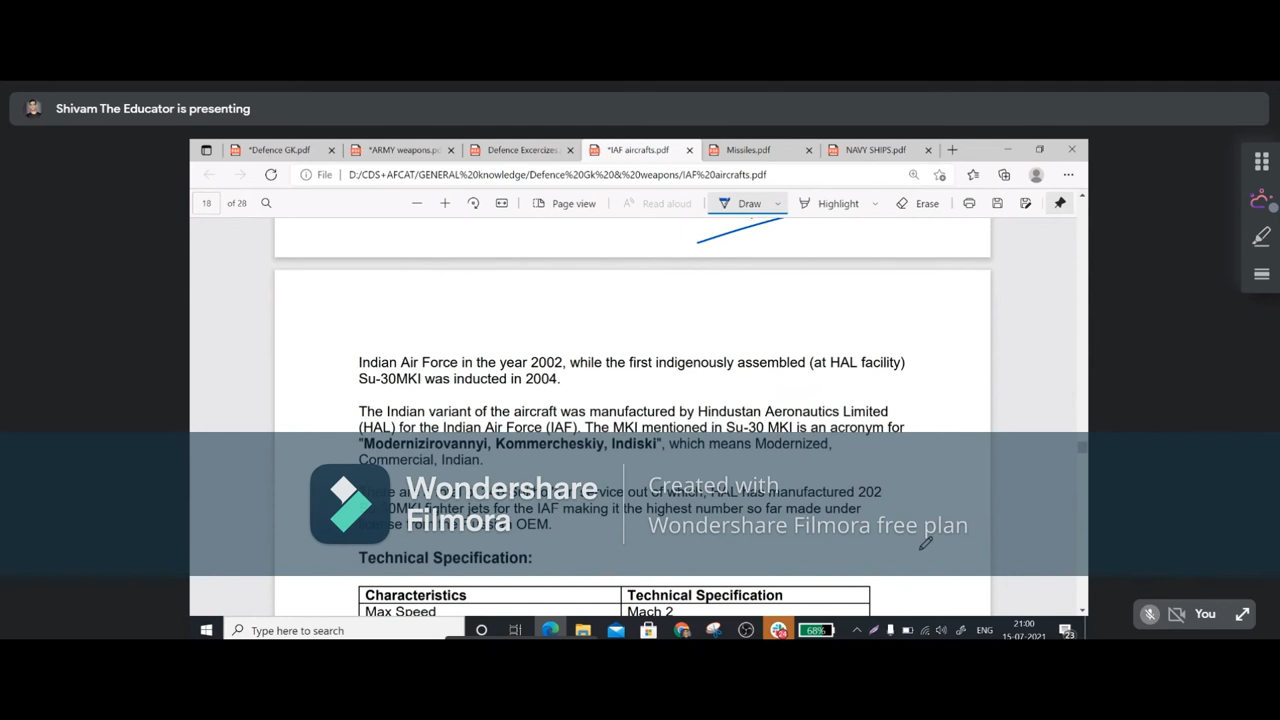 Shivam The Educator is presenting
*Defence GK.pdf
*ARMY weapons.pd
Defence Excercizes.
*IAF aircrafts.pdf
Missiles.pdf
NAVY SHIPS.pdf
File D:/CDS+AFCAT/GENERAL%20knowledge/Defence%20Gk%20&%20weapons/IAF%20aircrafts.pdf
18 of 28 Page view Read aloud Draw Highlight Erase
Indian Air Force in the year 2002, while the first indigenously assembled (at HAL facility)
Su-30MKI was inducted in 2004.
The Indian variant of the aircraft was manufactured by Hindustan Aeronautics Limited
(HAL) for the Indian Air Force (IAF). The MKI mentioned in Su-30 MKI is an acronym for
"Modernizirovannyi, Kommercheskiy, Indiski", which means Modernized,
Commercial, Indian.
service out of which, HAL has manufactured 202
fighter jets for the IAF making it the highest number so far made under
OEM.
Wondershare
Filmora
Created with
Wondershare Filmora free plan
Technical Specification:
Characteristics Technical Specification
Max Speed Mach 2
Type here to search
68%
ENG
21:00
15-07-2021
23
You